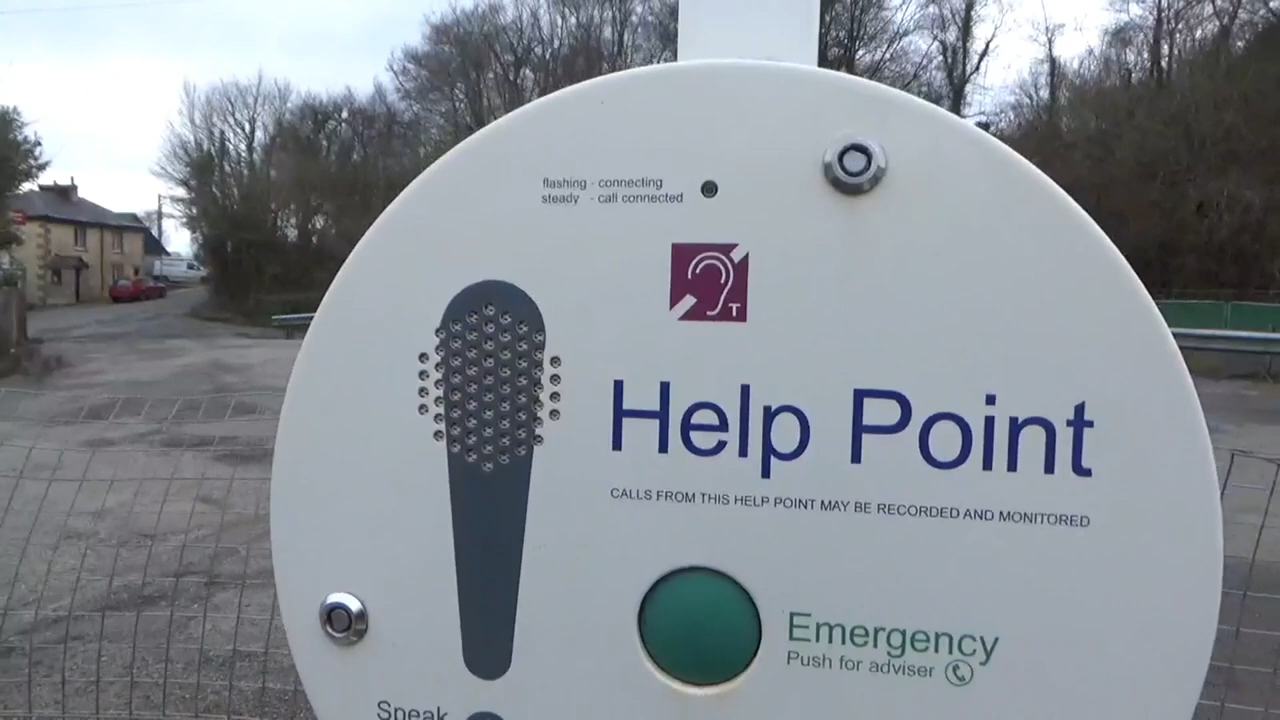 flashing - connecting
steady - call connected
T
Help Point
CALLS FROM THIS HELP POINT MAY BE RECORDED AND MONITORED
Emergency
Push for adviser
Speak